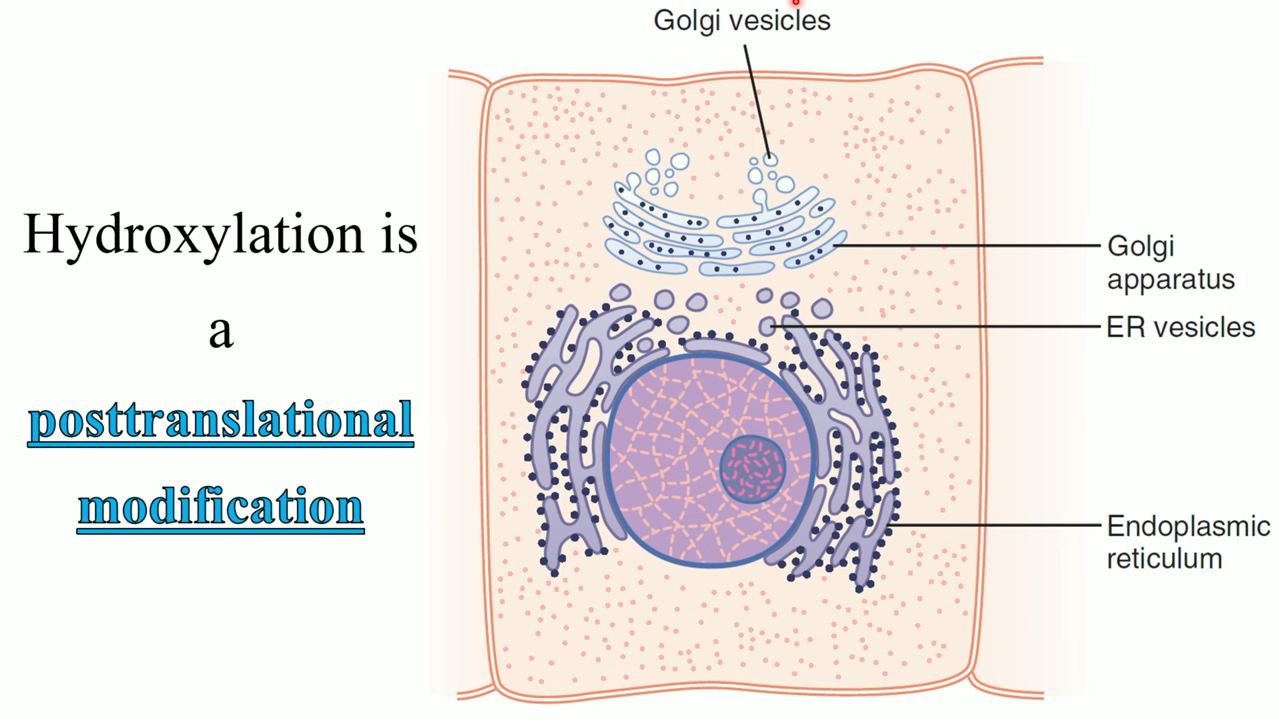 Hydroxylation is
a
posttranslational
modification
Golgi vesicles
Golgi
apparatus
ER vesicles
Endoplasmic
reticulum